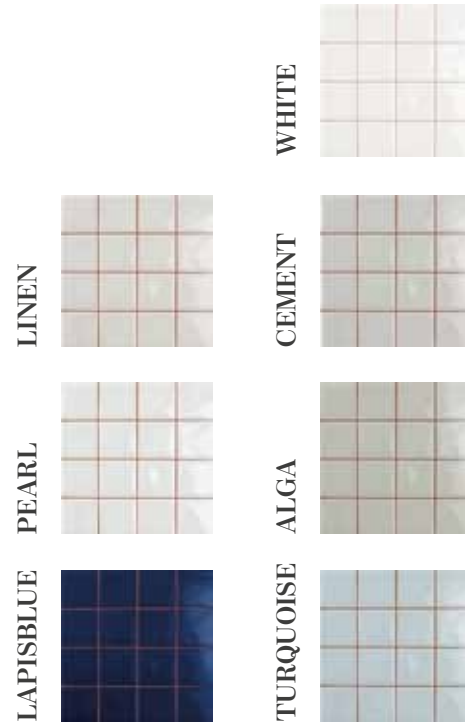 WHITE
LINEN
CEMENT
PEARL
ALGA
LAPISBLUE
TURQUOISE